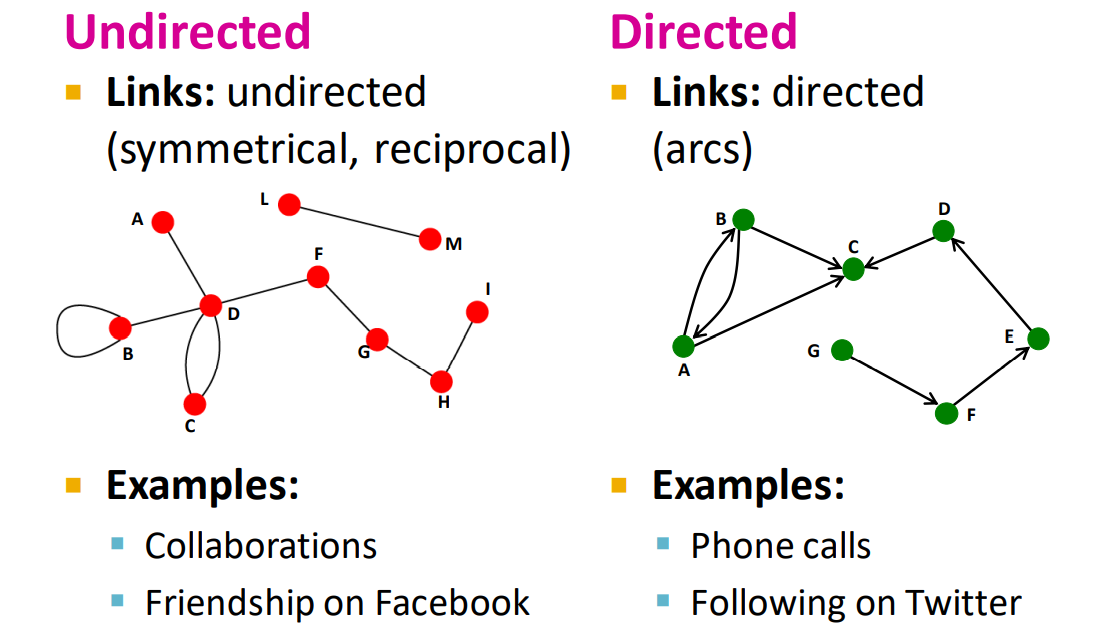 Undirected
Links: undirected
(symmetrical, reciprocal)
A
L
M
F
I
D
B
G
H
C
Examples:
Collaborations
Friendship on Facebook
Directed
Links: directed
(arcs)
B
D
C
E
G
A
F
Examples:
Phone calls
Following on Twitter